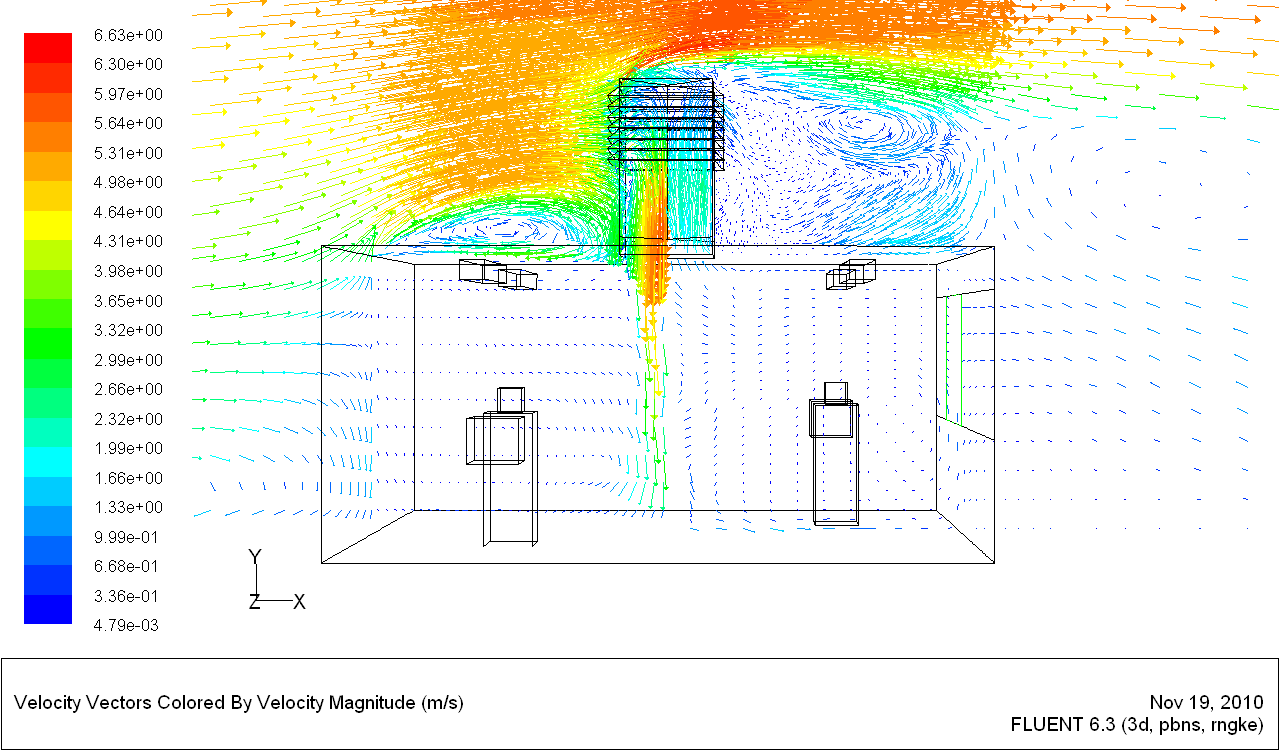 6.63e+00
6.30e+00
5.97e+00
5.64e+00
5.31e+00
4.98e+00
4.64e+00
4.31e+00
3.98e+00
3.65e+00
3.32e+00
2.99e+00
2.66e+00
2.32e+00
1.99e+00
1.66e+00
1.33e+00
9.99e-01
6.68e-01
3.36e-01
4.79e-03
Y
Z X
Velocity Vectors Colored By Velocity Magnitude (m/s)
Nov 19, 2010
FLUENT 6.3 (3d, pbns, rngke)